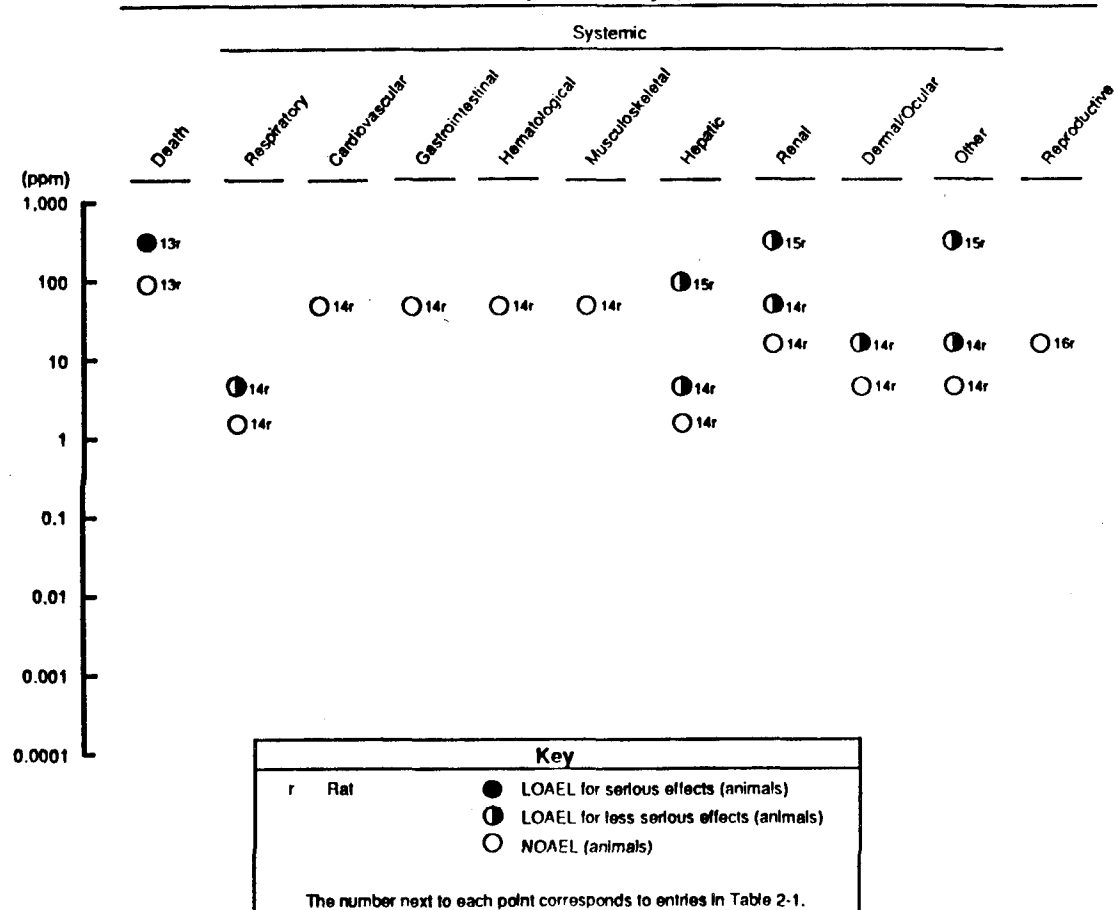 Systemic
Death
Respiratory
Cardiovascular
Gastrointestinal
Hematological
Musculoskeletal
Hepatic
Renal
Dermal/Ocular
Other
Reproductive
(ppm)
1,000
13r
15r
15r
100
13r
15r
14r
14r
14r
14r
14r
14r
14r
14r
16r
10
14r
14r
14r
14r
14r
14r
1
0.1
0.01
0.001
0.0001
Key
r Rat
LOAEL for serious effects (animals)
LOAEL for less serious effects (animals)
NOAEL (animals)
The number next to each point corresponds to entries in Table 2-1.